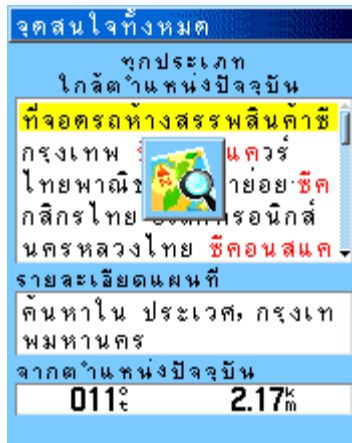 จุดสนใจทั้งหมด
ทุกประเภท
ใกล้ตำแหน่งปัจจุบัน
ที่จอดรถห้างสรรพสินค้าซี
กรุงเทพ แควร์
ไทยพาณิช ายย่อย-ซีค
กสิกรไทย รอนิกส์
นครหลวงไทย ซีคอนสแค
รายละเอียดแผนที่
ค้นหาใน ประเวศ, กรุงเท
พมหานคร
จากตำแหน่งปัจจุบัน
011° t 2.17 k m